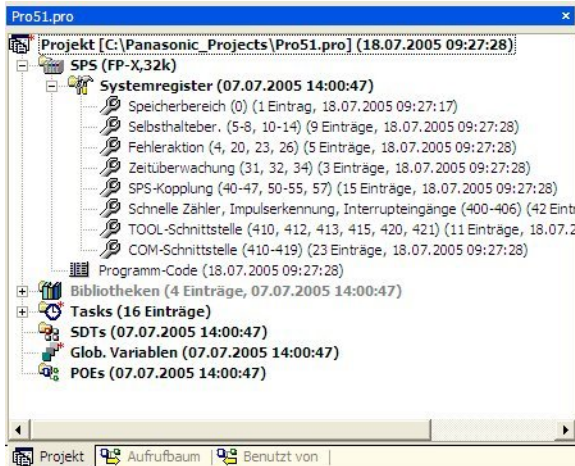 Pro51.pro
Projekt [C:\Panasonic_Projects\Pro51.pro] (18.07.2005 09:27:28)
SPS (FP-X,32k)
Systemregister (07.07.2005 14:00:47)
Speicherbereich (0) (1 Eintrag, 18.07.2005 09:27:17)
Selbsthalteber. (5-8, 10-14) (9 Einträge, 18.07.2005 09:27:28)
Fehleraktion (4, 20, 23, 26) (5 Einträge, 18.07.2005 09:27:28)
Zeitüberwachung (31, 32, 34) (3 Einträge, 18.07.2005 09:27:28)
SPS-Kopplung (40-47, 50-55, 57) (15 Einträge, 18.07.2005 09:27:28)
Schnelle Zähler, Impulserkennung, Interrupteingänge (400-406) (42 Eint
TOOL-Schnittstelle (410, 412, 413, 415, 420, 421) (11 Einträge, 18.07.2
COM-Schnittstelle (410-419) (23 Einträge, 18.07.2005 09:27:28)
Programm-Code (18.07.2005 09:27:28)
Bibliotheken (4 Einträge, 07.07.2005 14:00:47)
Tasks (16 Einträge)
SDTs (07.07.2005 14:00:47)
Glob. Variablen (07.07.2005 14:00:47)
POEs (07.07.2005 14:00:47)
Projekt | Aufrufbaum | Benutzt von |